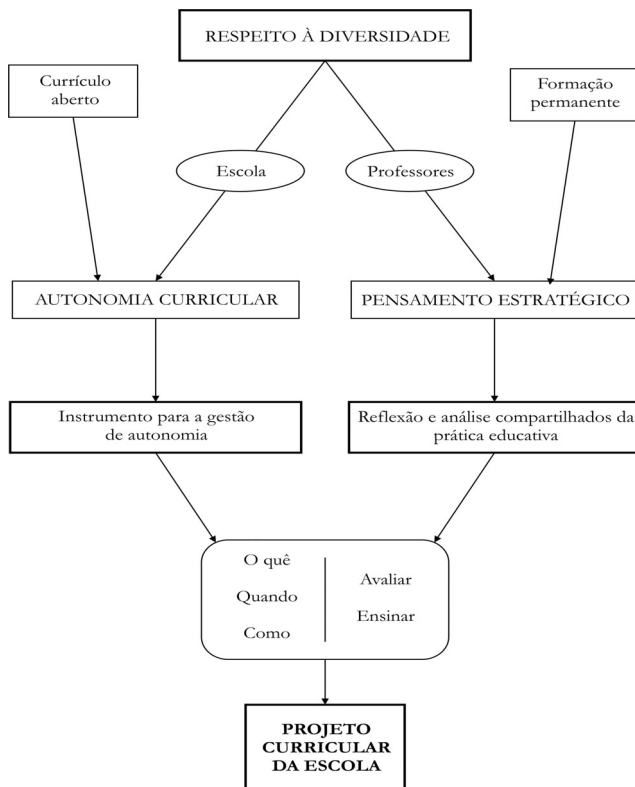 RESPEITO À DIVERSIDADE
Currículo
aberto
Formação
permanente
Escola
Professores
AUTONOMIA CURRICULAR
PENSAMENTO ESTRATÉGICO
Instrumento para a gestão
de autonomia
Reflexão e análise compartilhados da
prática educativa
O quê
Quando
Como
Avaliar
Ensinar
PROJETO
CURRICULAR
DA ESCOLA